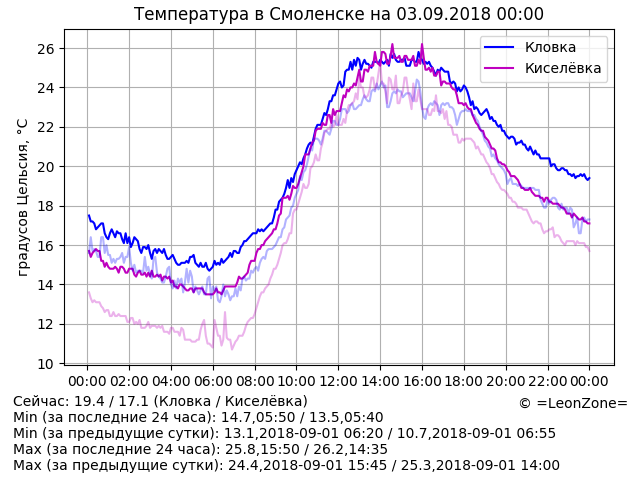 Температура в Смоленске на 03.09.2018 00:00
Кловка
Киселёвка
градусов Цельсия, °C
26
24
22
20
18
16
14
12
10
00:00 02:00 04:00 06:00 08:00 10:00 12:00 14:00 16:00 18:00 20:00 22:00 00:00
Сейчас: 19.4 / 17.1 (Кловка / Киселёвка)
© =LeonZone=
Min (за последние 24 часа): 14.7,05:50 / 13.5,05:40
Min (за предыдущие сутки): 13.1,2018-09-01 06:20 / 10.7,2018-09-01 06:55
Max (за последние 24 часа): 25.8,15:50 / 26.2,14:35
Max (за предыдущие сутки): 24.4,2018-09-01 15:45 / 25.3,2018-09-01 14:00